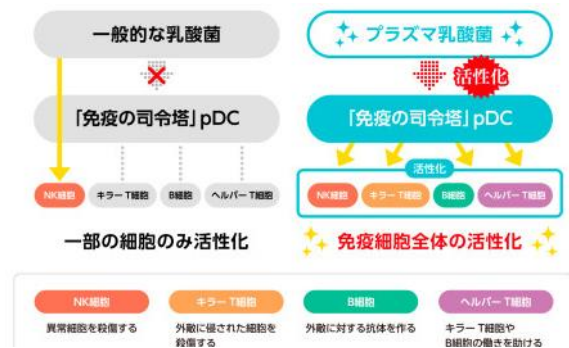 一般的な乳酸菌
「免疫の司令塔」pDC
NK細胞
キラーT細胞
B細胞
ヘルパーT細胞
一部の細胞のみ活性化
プラズマ乳酸菌
活性化
「免疫の司令塔」pDC
活性化
NK細胞
キラーT細胞
B細胞
ヘルパーT細胞
免疫細胞全体の活性化
NK細胞
異常細胞を殺傷する
キラーT細胞
外敵に侵された細胞を
殺傷する
B細胞
外敵に対する抗体を作る
ヘルパーT細胞
キラーT細胞や
B細胞の働きを助ける